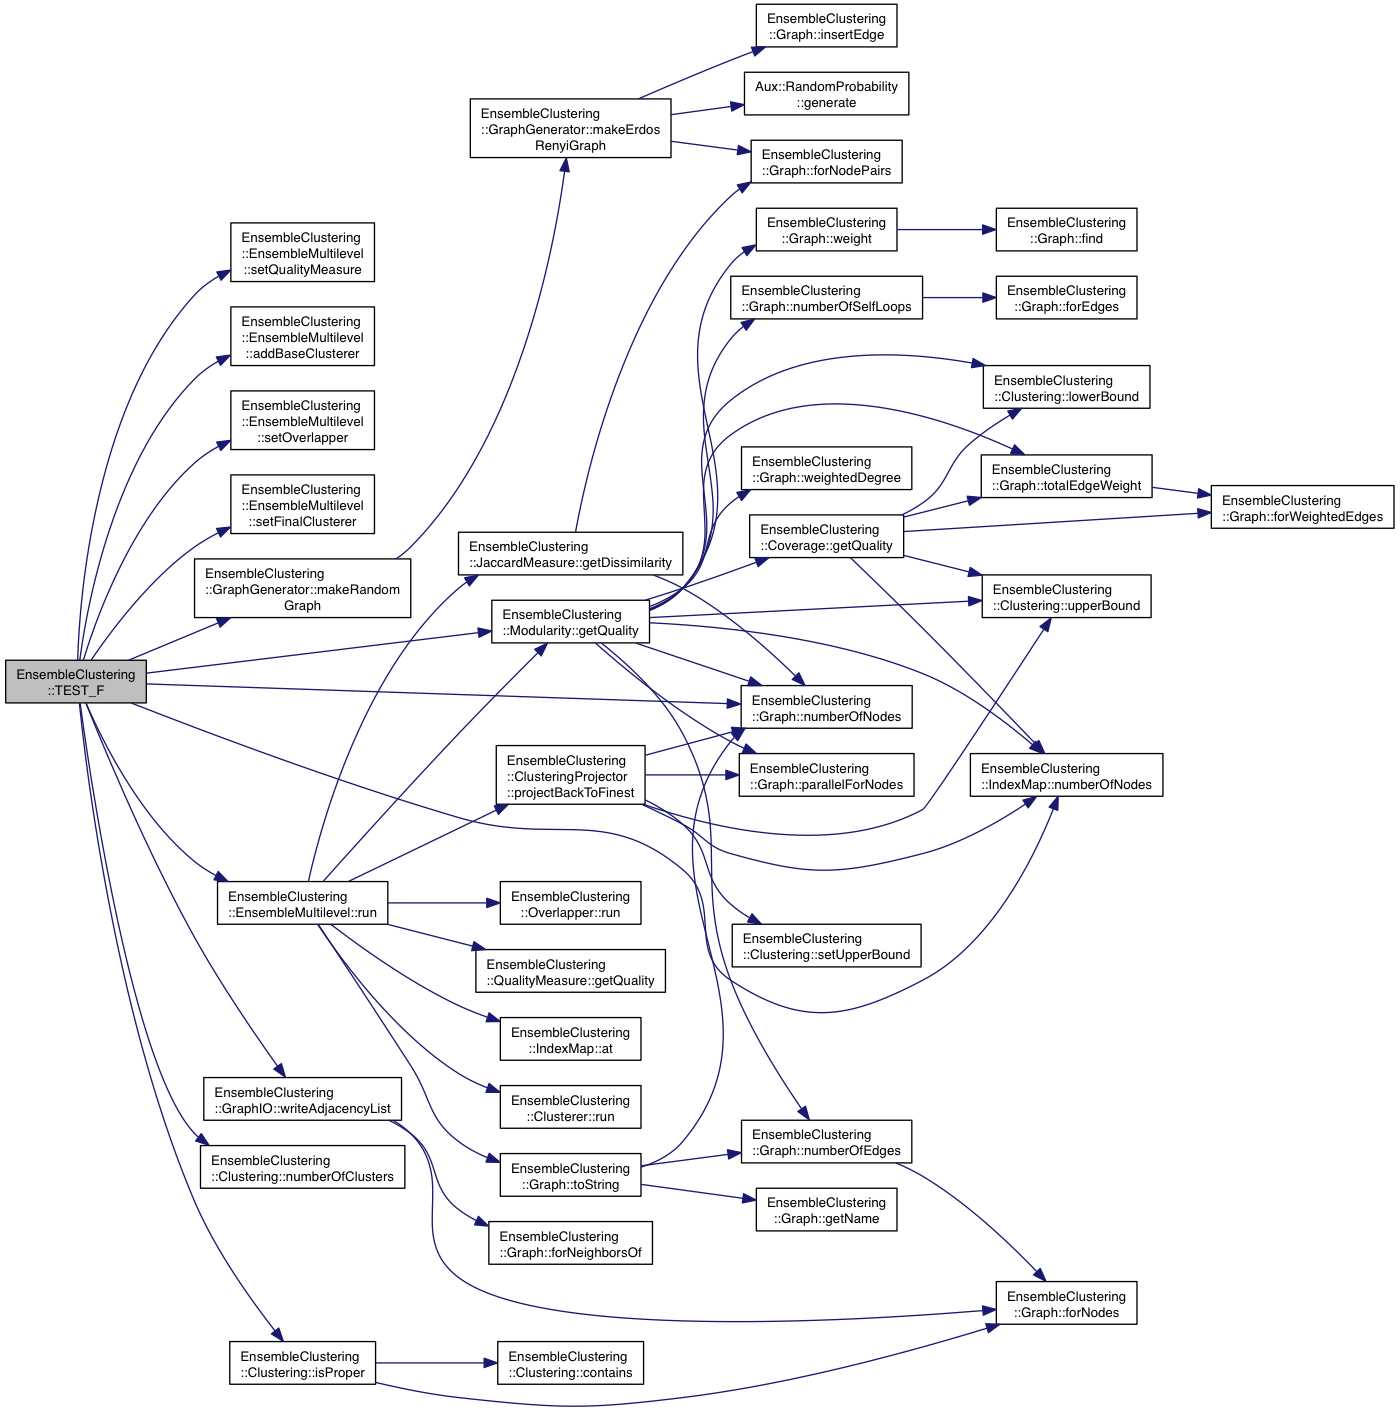 EnsembleClustering
::Graph::insertEdge
Aux::RandomProbability
::generate
EnsembleClustering
::GraphGenerator::makeErdos
RenyiGraph
EnsembleClustering
::Graph::forNodePairs
EnsembleClustering
::Graph::weight
EnsembleClustering
::Graph::find
EnsembleClustering
::EnsembleMultilevel
::setQualityMeasure
EnsembleClustering
::Graph::numberOfSelfLoops
EnsembleClustering
::Graph::forEdges
EnsembleClustering
::EnsembleMultilevel
::addBaseClusterer
EnsembleClustering
::Clustering::lowerBound
EnsembleClustering
::EnsembleMultilevel
::setOverlapper
EnsembleClustering
::Graph::weightedDegree
EnsembleClustering
::Graph::totalEdgeWeight
EnsembleClustering
::EnsembleMultilevel
::setFinalClusterer
EnsembleClustering
::Graph::forWeightedEdges
EnsembleClustering
::Coverage::getQuality
EnsembleClustering
::JaccardMeasure::getDissimilarity
EnsembleClustering
::GraphGenerator::makeRandom
Graph
EnsembleClustering
::Clustering::upperBound
EnsembleClustering
::Modularity::getQuality
EnsembleClustering
::TEST_F
EnsembleClustering
::Graph::numberOfNodes
EnsembleClustering
::ClusteringProjector
::projectBackToFinest
EnsembleClustering
::Graph::parallelForNodes
EnsembleClustering
::IndexMap::numberOfNodes
EnsembleClustering
::EnsembleMultilevel::run
EnsembleClustering
::Overlapper::run
EnsembleClustering
::Clustering::setUpperBound
EnsembleClustering
::QualityMeasure::getQuality
EnsembleClustering
::IndexMap::at
EnsembleClustering
::GraphIO::writeAdjacencyList
EnsembleClustering
::Clusterer::run
EnsembleClustering
::Graph::numberOfEdges
EnsembleClustering
::Clustering::numberOfClusters
EnsembleClustering
::Graph::toString
EnsembleClustering
::Graph::getName
EnsembleClustering
::Graph::forNeighborsOf
EnsembleClustering
::Graph::forNodes
EnsembleClustering
::Clustering::isProper
EnsembleClustering
::Clustering::contains